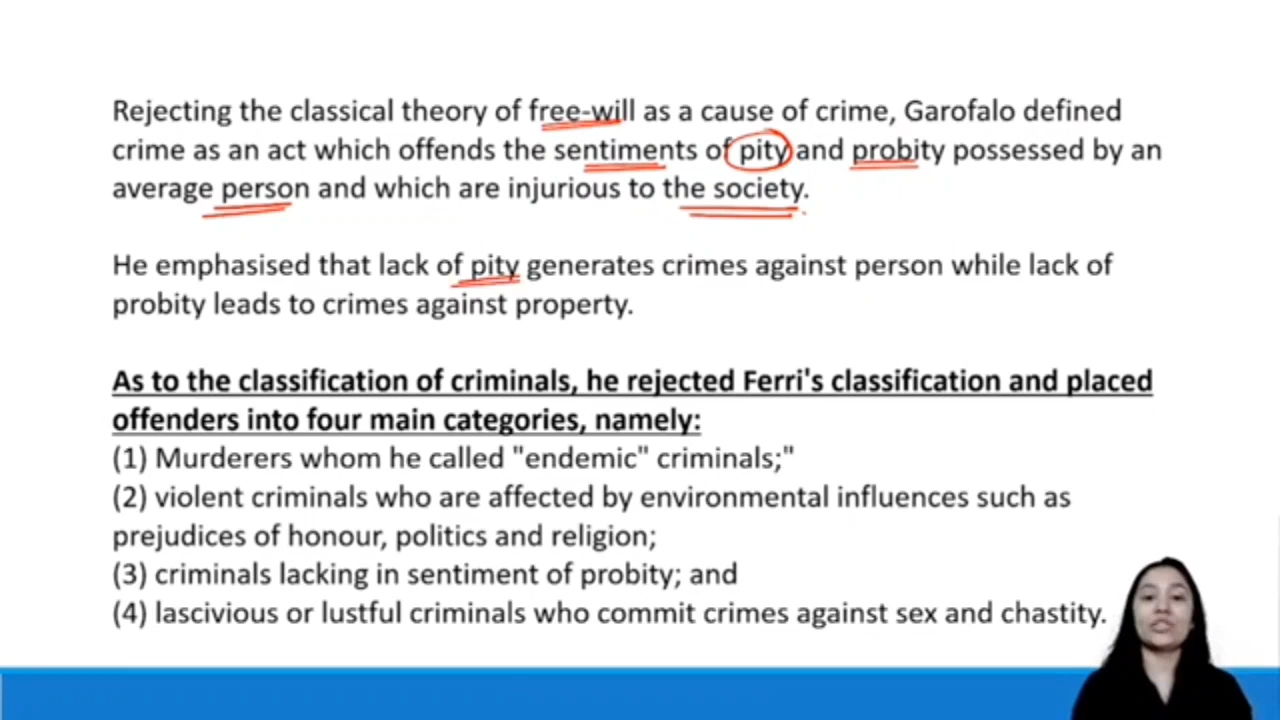 Rejecting the classical theory of free-will as a cause of crime, Garofalo defined
crime as an act which offends the sentiments of pity and probity possessed by an
average person and which are injurious to the society.
He emphasised that lack of pity generates crimes against person while lack of
probity leads to crimes against property.
As to the classification of criminals, he rejected Ferri's classification and placed
offenders into four main categories, namely:
(1) Murderers whom he called "endemic" criminals;"
(2) violent criminals who are affected by environmental influences such as
prejudices of honour, politics and religion;
(3) criminals lacking in sentiment of probity; and
(4) lascivious or lustful criminals who commit crimes against sex and chastity.